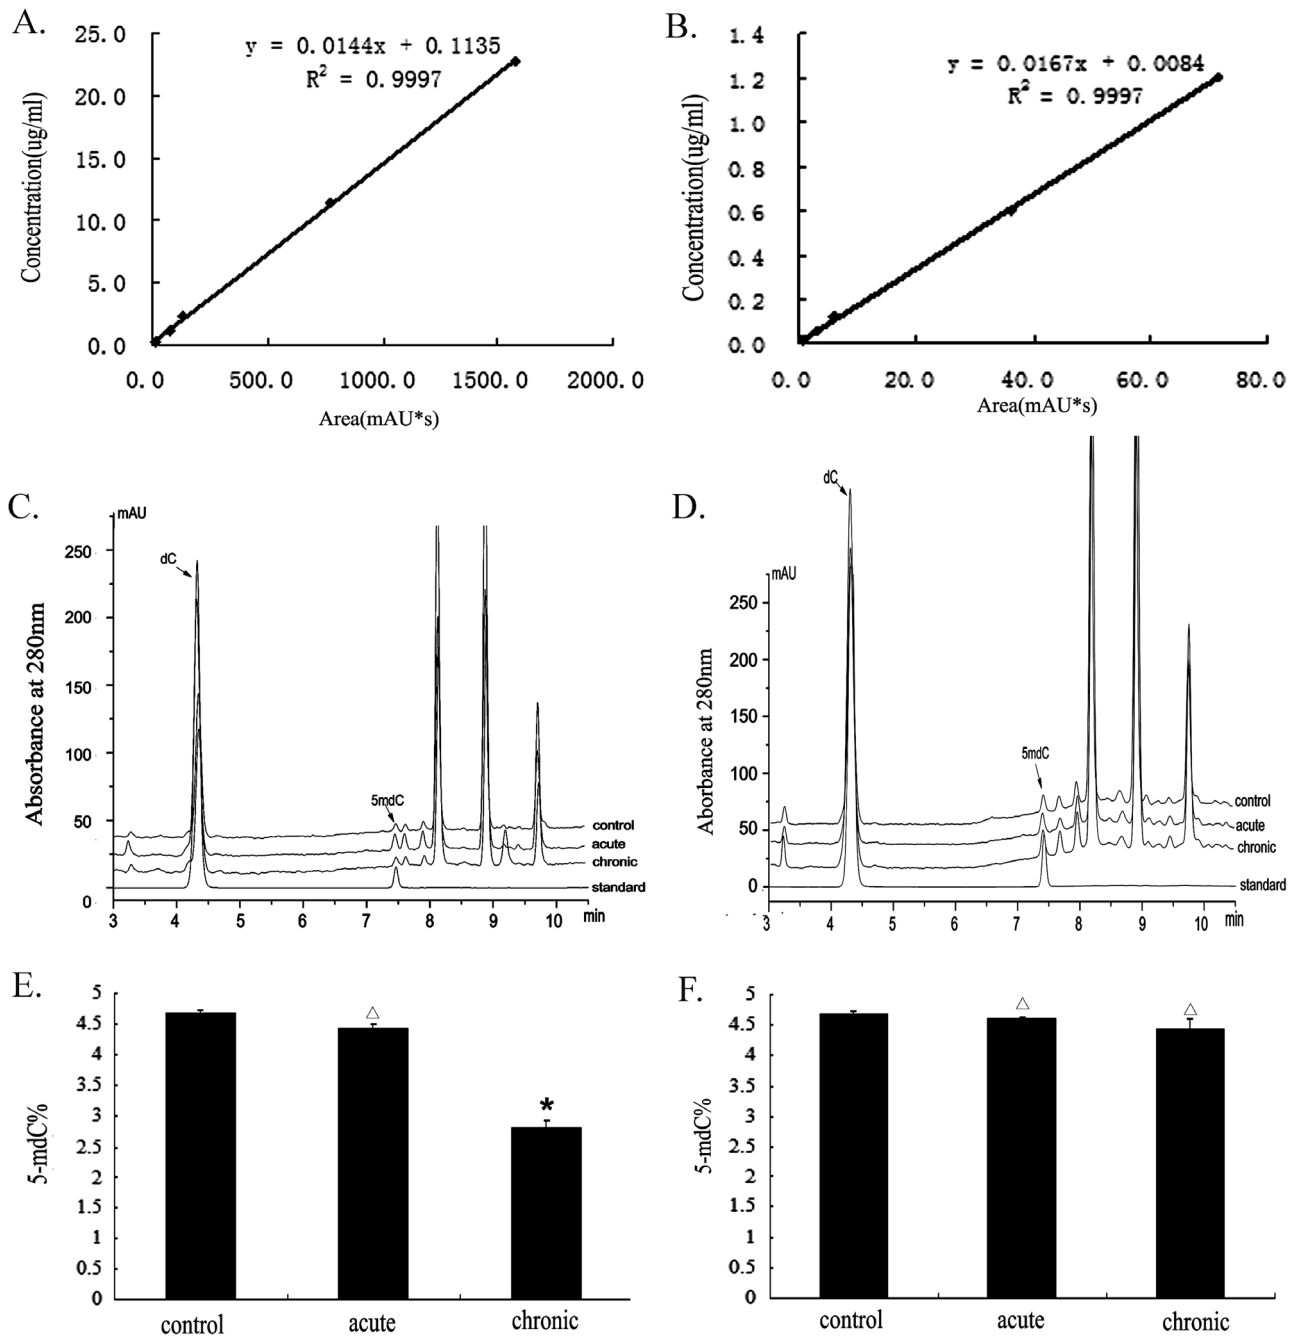 A.
y = 0.0144x + 0.1135
R² = 0.9997
Concentration(ug/ml)
25.0
20.0
15.0
10.0
5.0
0.0
0.0 500.0 1000.0 1500.0 2000.0
Area(mAU*s)
B.
y = 0.0167x + 0.0084
R² = 0.9997
Concentration(ug/ml)
1.4
1.2
1.0
0.8
0.6
0.4
0.2
0.0
0.0 20.0 40.0 60.0 80.0
Area(mAU*s)
C.
mAU
Absorbance at 280nm
250
200
150
100
50
0
dC
5mdC
control
acute
chronic
standard
3 4 5 6 7 8 9 10 min
D.
mAU
Aborbance at 280nm
250
200
150
100
50
0
dC
5mdC
control
acute
chronic
standard
3 4 5 6 7 8 9 10 min
E.
5-mdC%
5
4.5
4
3.5
3
2.5
2
1.5
1
0.5
0
△
*
control acute chronic
F.
5-mdC%
5
4.5
4
3.5
3
2.5
2
1.5
1
0.5
0
△ △
control acute chronic